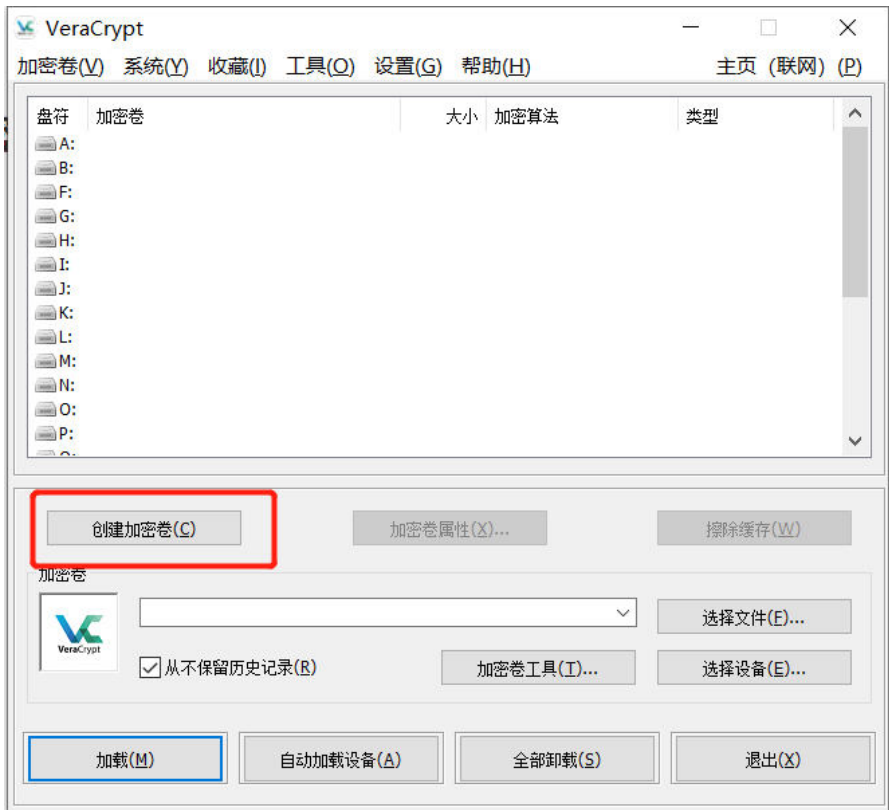 VeraCrypt
加密卷(V) 系统(Y) 收藏(I) 工具(O) 设置(G) 帮助(H) 主页 (联网) (P)
盘符 加密卷 大小 加密算法 类型
A:
B:
F:
G:
H:
I:
J:
K:
L:
M:
N:
O:
P:
创建加密卷(C) 加密卷属性(X)... 擦除缓存(W)
加密卷
VeraCrypt
选择文件(F)...
从不保留历史记录(R) 加密卷工具(T)... 选择设备(E)...
加载(M) 自动加载设备(A) 全部卸载(S) 退出(X)